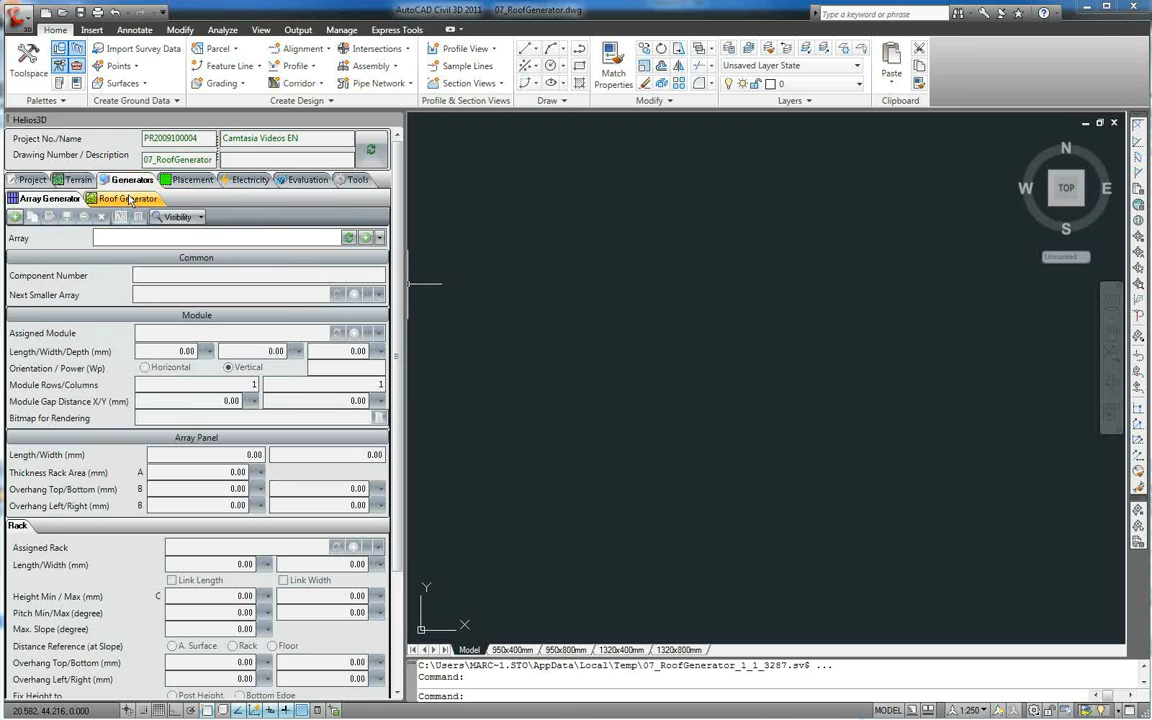 AutoCAD Civil 3D 2011 07_RoofGenerator.dwg
Type a keyword or phrase
Home Insert Annotate Modify Analyze View Output Manage Express Tools
Toolspace
Import Survey Data
Points
Surfaces
Parcel
Feature Line
Grading
Alignment
Profile
Corridor
Intersections
Assembly
Pipe Network
Profile View
Sample Lines
Section Views
Match Properties
Unsaved Layer State
0
Paste
Palettes Create Ground Data Create Design Profile & Section Views Draw Modify Layers Clipboard
Helios3D
Project No./Name PR2009100004 Camtasia Videos EN
Drawing Number / Description 07_RoofGenerator
Project Terrain Generators Placement Electricity Evaluation Tools
Array Generator Roof Generator
Visibility
Array
Common
Component Number
Next Smaller Array
Module
Assigned Module
Length/Width/Depth (mm) 0.00 0.00 0.00
Orientation / Power (Wp) Horizontal Vertical
Module Rows/Columns 1 1
Module Gap Distance X/Y (mm) 0.00 0.00
Bitmap for Rendering
Array Panel
Length/Width (mm) 0.00 0.00
Thickness Rack Area (mm) A 0.00
Overhang Top/Bottom (mm) B 0.00 0.00
Overhang Left/Right (mm) B 0.00 0.00
Rack
Assigned Rack
Length/Width (mm) 0.00 0.00
Link Length Link Width
Height Min / Max (mm) C 0.00 0.00
Pitch Min/Max (degree) 0.00 0.00
Max. Slope (degree) 0.00
Distance Reference (at Slope) A. Surface Rack Floor
Overhang Top/Bottom (mm) 0.00 0.00
Overhang Left/Right (mm) 0.00 0.00
Fix Height to Post Height Bottom Edge
N
W TOP E
S
Unnamed
Y
X
Model 950x400mm 950x800mm 1320x400mm 1320x800mm
C:\Users\MARC~1.STO\AppData\Local\Temp\07_RoofGenerator_1_1_3287.sv$ ...
Command:
Command:
20.582, 44.216, 0.000
MODEL
1:250